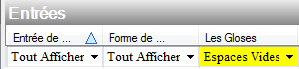 Entrées
Entrée de ... Forme de ... Les Gloses
Tout Afficher Tout Afficher Espaces Vides